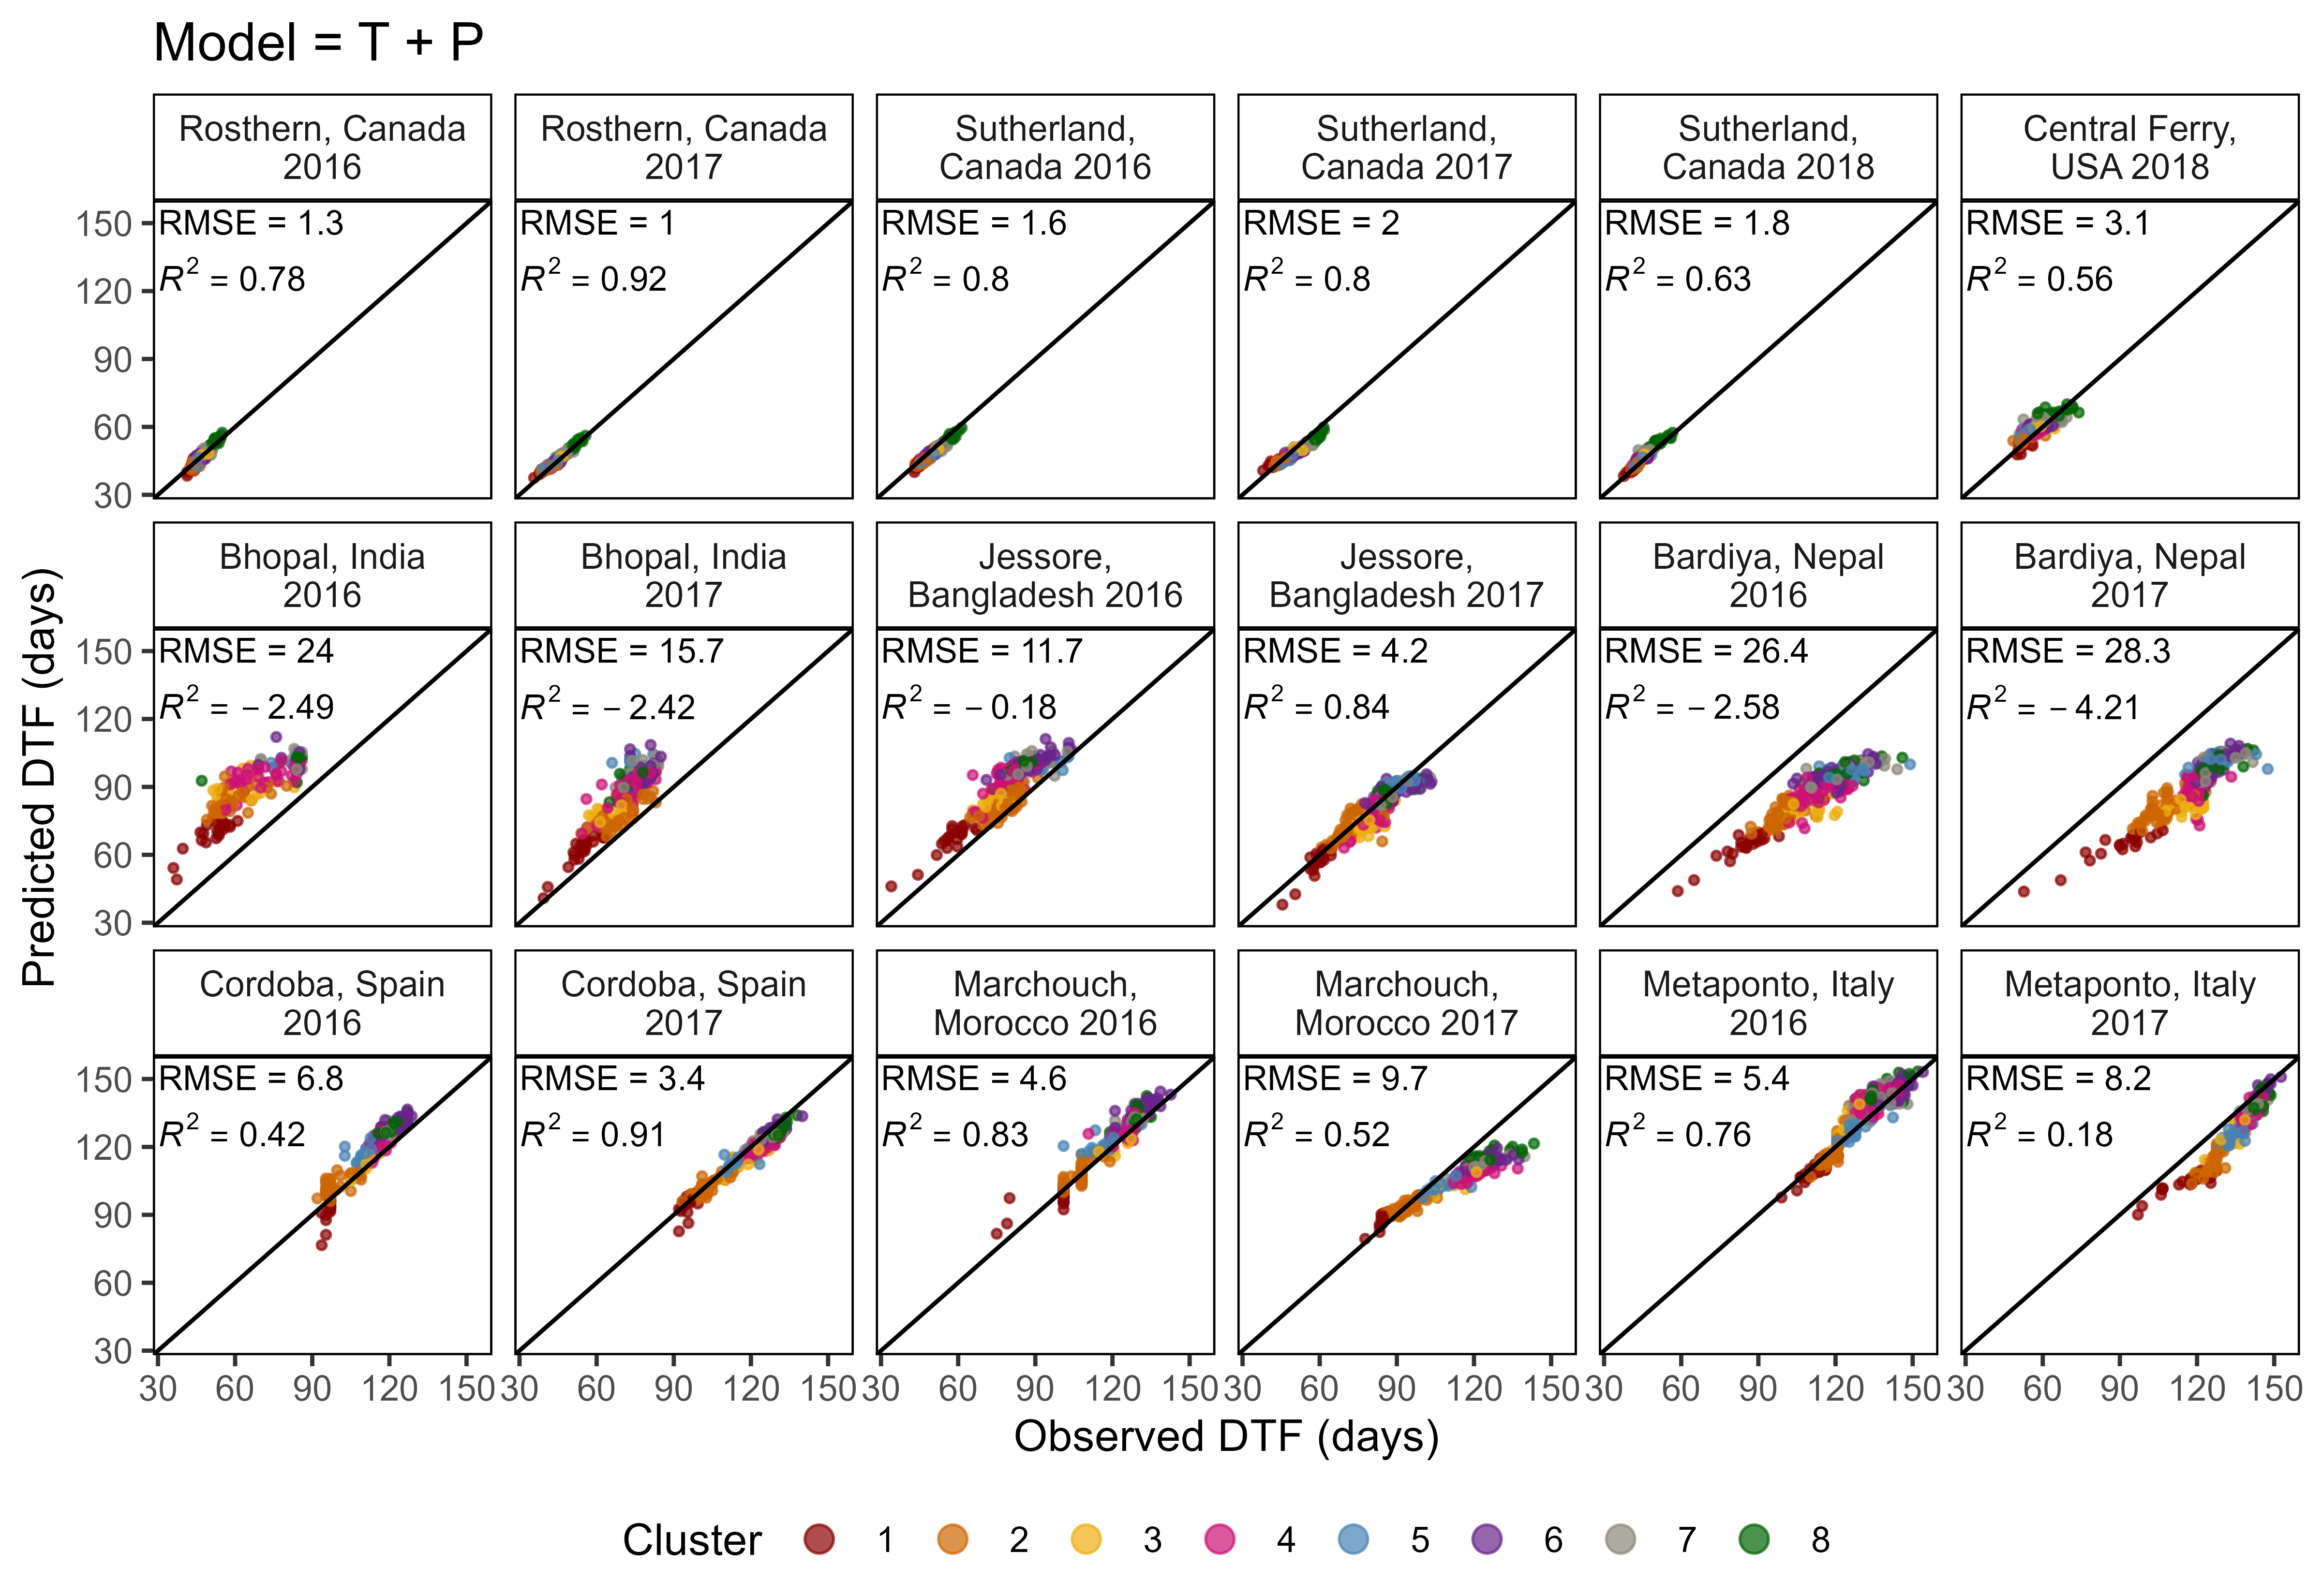 Model = T + P
Rosthern, Canada
2016
Rosthern, Canada
2017
Sutherland,
Canada 2016
Sutherland,
Canada 2017
Sutherland,
Canada 2018
Central Ferry,
USA 2018
RMSE = 1.3
R² = 0.78
RMSE = 1
R² = 0.92
RMSE = 1.6
R² = 0.8
RMSE = 2
R² = 0.8
RMSE = 1.8
R² = 0.63
RMSE = 3.1
R² = 0.56
150
120
90
60
30
Bhopal, India
2016
Bhopal, India
2017
Jessore,
Bangladesh 2016
Jessore,
Bangladesh 2017
Bardiya, Nepal
2016
Bardiya, Nepal
2017
RMSE = 24
R² = −2.49
RMSE = 15.7
R² = −2.42
RMSE = 11.7
R² = −0.18
RMSE = 4.2
R² = 0.84
RMSE = 26.4
R² = −2.58
RMSE = 28.3
R² = −4.21
150
120
90
60
30
Predicted DTF (days)
Cordoba, Spain
2016
Cordoba, Spain
2017
Marchouch,
Morocco 2016
Marchouch,
Morocco 2017
Metaponto, Italy
2016
Metaponto, Italy
2017
RMSE = 6.8
R² = 0.42
RMSE = 3.4
R² = 0.91
RMSE = 4.6
R² = 0.83
RMSE = 9.7
R² = 0.52
RMSE = 5.4
R² = 0.76
RMSE = 8.2
R² = 0.18
150
120
90
60
30
30 60 90 120 150 30 60 90 120 150 30 60 90 120 150 30 60 90 120 150 30 60 90 120 150 30 60 90 120 150
Observed DTF (days)
Cluster 1 2 3 4 5 6 7 8